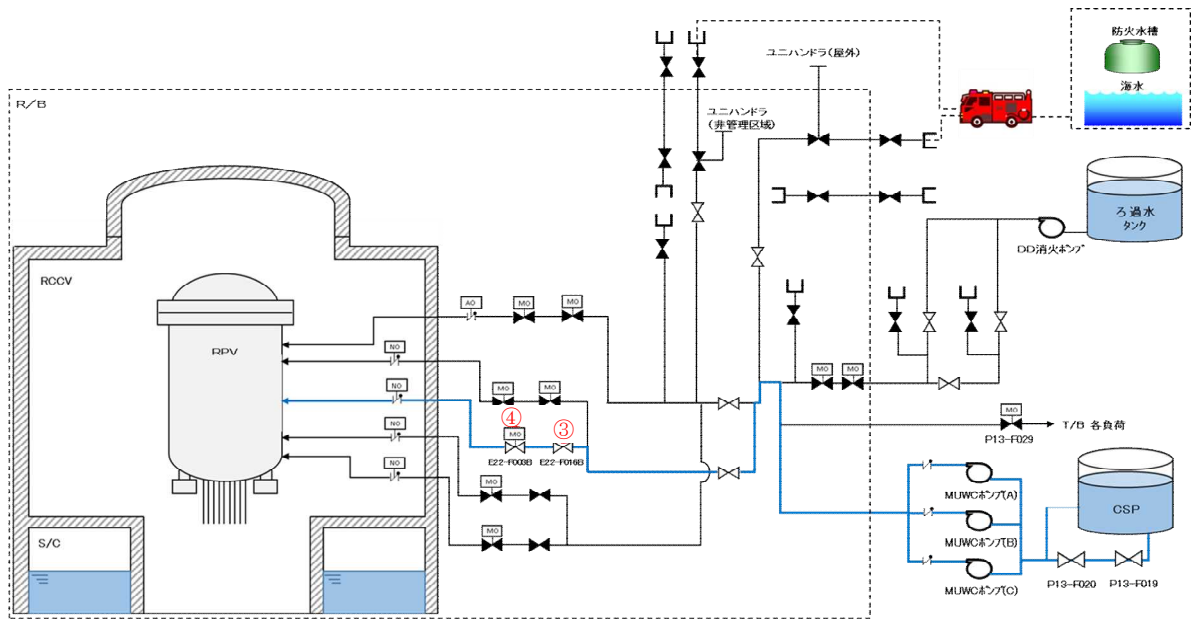 防火水槽
海水
ユニハンドラ(屋外)
R/B
ユニハンドラ
(非管理区域)
ろ過水
タンク
DD消火ポンプ
RCCV
RPV
AO
MO
MO
NO
MO
MO
NO
④
③
MO
E22-F003B
E22-F016B
NO
NO
MO
MO
MO
MO
MO
P13-F029
T/B 各負荷
MUWCポンプ(A)
MUWCポンプ(B)
MUWCポンプ(C)
CSP
P13-F020
P13-F019
S/C